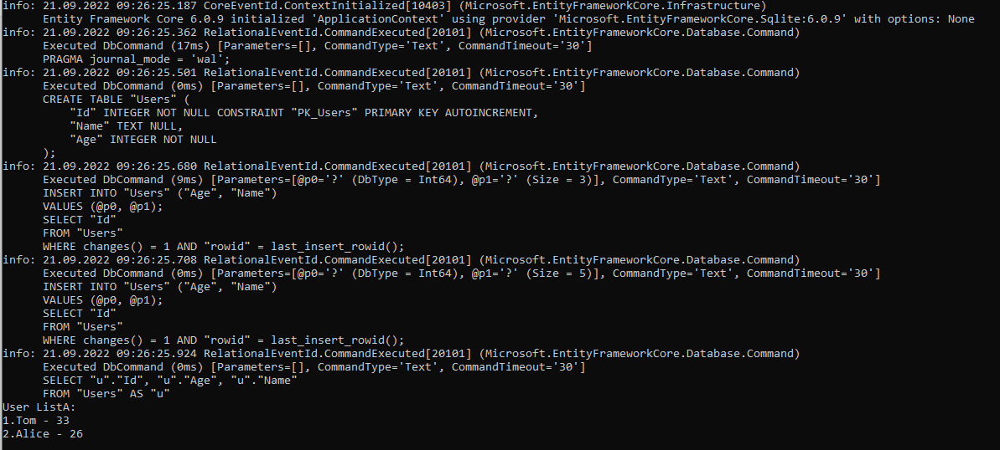 info: 21.09.2022 09:26:25.187 CoreEventId.ContextInitialized[10403] (Microsoft.EntityFrameworkCore.Infrastructure)
Entity Framework Core 6.0.9 initialized 'ApplicationContext' using provider 'Microsoft.EntityFrameworkCore.Sqlite:6.0.9' with options: None
info: 21.09.2022 09:26:25.362 RelationalEventId.CommandExecuted[20101] (Microsoft.EntityFrameworkCore.Database.Command)
Executed DbCommand (17ms) [Parameters=[], CommandType='Text', CommandTimeout='30']
PRAGMA journal_mode = 'wal';
info: 21.09.2022 09:26:25.501 RelationalEventId.CommandExecuted[20101] (Microsoft.EntityFrameworkCore.Database.Command)
Executed DbCommand (0ms) [Parameters=[], CommandType='Text', CommandTimeout='30']
CREATE TABLE "Users" (
"Id" INTEGER NOT NULL CONSTRAINT "PK_Users" PRIMARY KEY AUTOINCREMENT,
"Name" TEXT NULL,
"Age" INTEGER NOT NULL
);
info: 21.09.2022 09:26:25.680 RelationalEventId.CommandExecuted[20101] (Microsoft.EntityFrameworkCore.Database.Command)
Executed DbCommand (9ms) [Parameters=[@p0='?' (DbType = Int64), @p1='?' (Size = 3)], CommandType='Text', CommandTimeout='30']
INSERT INTO "Users" ("Age", "Name")
VALUES (@p0, @p1);
SELECT "Id"
FROM "Users"
WHERE changes() = 1 AND "rowid" = last_insert_rowid();
info: 21.09.2022 09:26:25.708 RelationalEventId.CommandExecuted[20101] (Microsoft.EntityFrameworkCore.Database.Command)
Executed DbCommand (0ms) [Parameters=[@p0='?' (DbType = Int64), @p1='?' (Size = 5)], CommandType='Text', CommandTimeout='30']
INSERT INTO "Users" ("Age", "Name")
VALUES (@p0, @p1);
SELECT "Id"
FROM "Users"
WHERE changes() = 1 AND "rowid" = last_insert_rowid();
info: 21.09.2022 09:26:25.924 RelationalEventId.CommandExecuted[20101] (Microsoft.EntityFrameworkCore.Database.Command)
Executed DbCommand (0ms) [Parameters=[], CommandType='Text', CommandTimeout='30']
SELECT "u"."Id", "u"."Age", "u"."Name"
FROM "Users" AS "u"
User ListA:
1.Tom - 33
2.Alice - 26